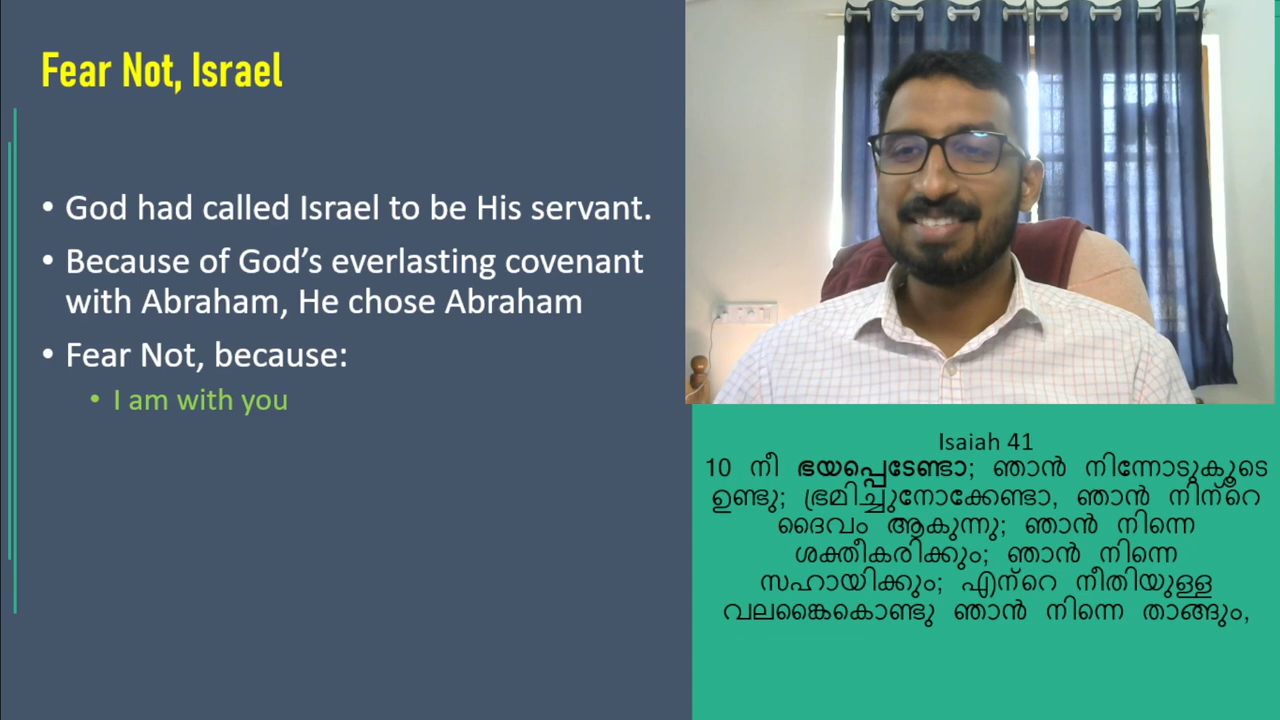 Fear Not, Israel
• God had called Israel to be His servant.
• Because of God’s everlasting covenant
with Abraham, He chose Abraham
• Fear Not, because:
• I am with you
Isaiah 41
10 നീ ഭയപ്പെടേണ്ടാ; ഞാൻ നിന്നോടുകൂടെ
ഉണ്ടു; ഭ്രമിച്ചുനോക്കേണ്ടാ, ഞാൻ നിന്റെ
ദൈവം ആകുന്നു; ഞാൻ നിന്നെ
ശക്തീകരിക്കും; ഞാൻ നിന്നെ
സഹായിക്കും; എന്റെ നീതിയുള്ള
വലങ്കൈകൊണ്ടു ഞാൻ നിന്നെ താങ്ങും,